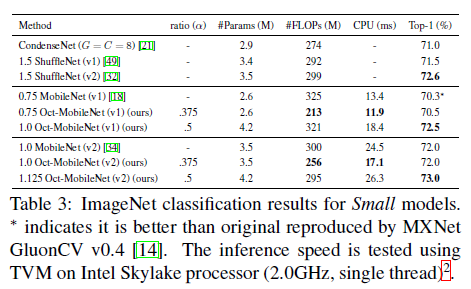 Method ratio (α) #Params (M) #FLOPs (M) CPU (ms) Top-1 (%)
CondenseNet (G = C = 8) [21] - 2.9 274 - 71.0
1.5 ShuffleNet (v1) [49] - 3.4 292 - 71.5
1.5 ShuffleNet (v2) [32] - 3.5 299 - 72.6
0.75 MobileNet (v1) [18] - 2.6 325 13.4 70.3*
0.75 Oct-MobileNet (v1) (ours) .375 2.6 213 11.9 70.5
1.0 Oct-MobileNet (v1) (ours) .5 4.2 321 18.4 72.5
1.0 MobileNet (v2) [34] - 3.5 300 24.5 72.0
1.0 Oct-MobileNet (v2) (ours) .375 3.5 256 17.1 72.0
1.125 Oct-MobileNet (v2) (ours) .5 4.2 295 26.3 73.0
Table 3: ImageNet classification results for Small models.
* indicates it is better than original reproduced by MXNet
GluonCV v0.4 [14]. The inference speed is tested using
TVM on Intel Skylake processor (2.0GHz, single thread)2.